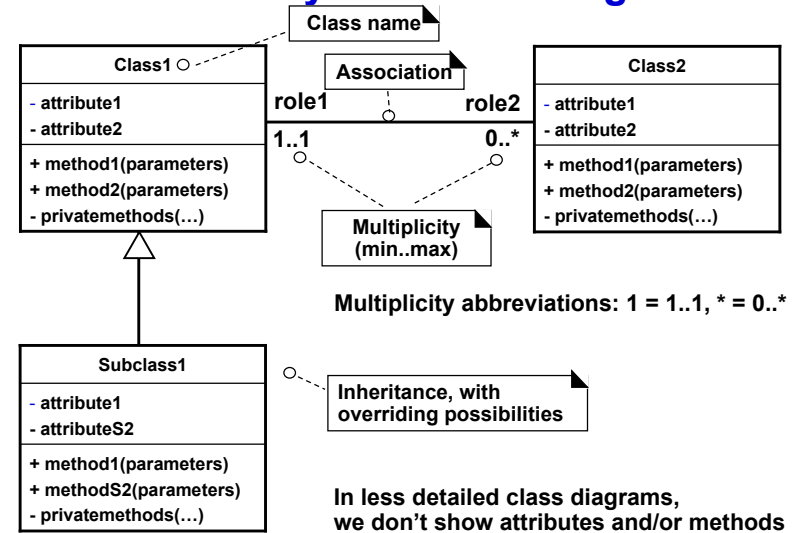 Class name
Class1
- attribute1
- attribute2
+ method1(parameters)
+ method2(parameters)
- privatemethods(…)
Association
role1
role2
1..1
0..*
Class2
- attribute1
- attribute2
+ method1(parameters)
+ method2(parameters)
- privatemethods(…)
Multiplicity
(min..max)
Multiplicity abbreviations: 1 = 1..1, * = 0..*
Subclass1
- attribute1
- attributeS2
+ method1(parameters)
+ methodS2(parameters)
- privatemethods(…)
Inheritance, with
overriding possibilities
In less detailed class diagrams,
we don't show attributes and/or methods